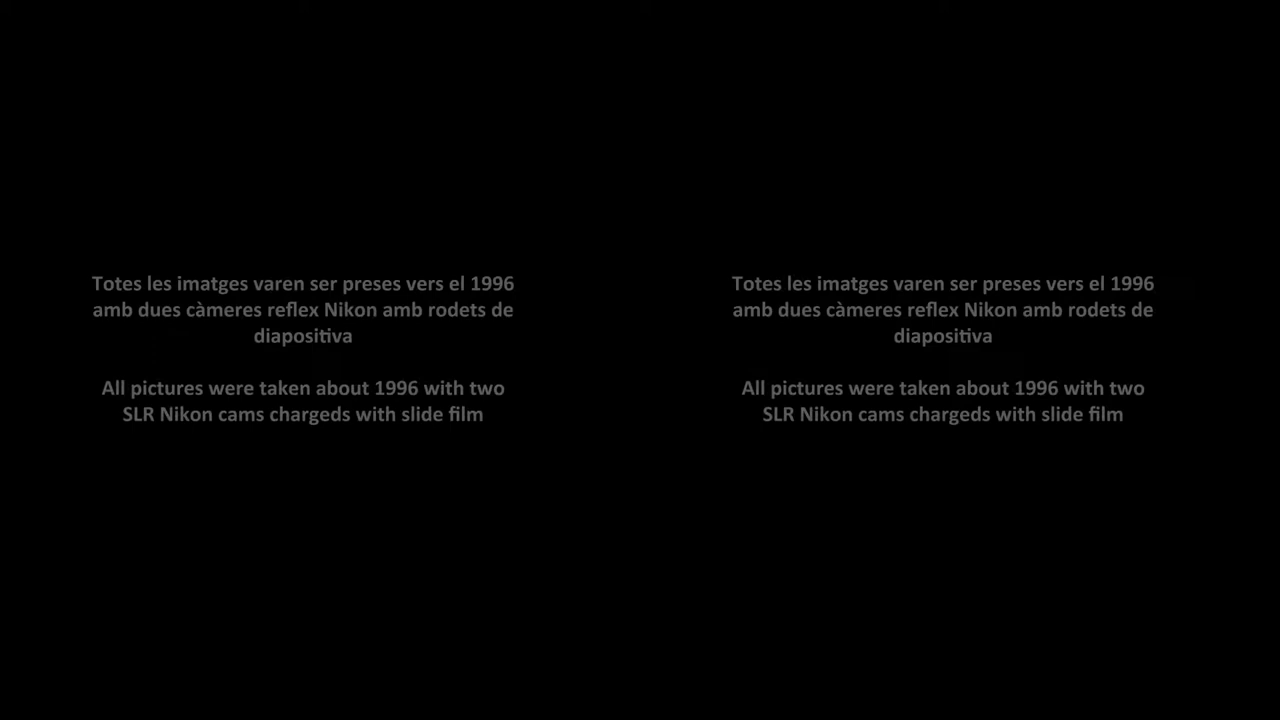 Totes les imatges varen ser preses vers el 1996
amb dues càmeres reflex Nikon amb rodets de
diapositiva
All pictures were taken about 1996 with two
SLR Nikon cams chargeds with slide film
Totes les imatges varen ser preses vers el 1996
amb dues càmeres reflex Nikon amb rodets de
diapositiva
All pictures were taken about 1996 with two
SLR Nikon cams chargeds with slide film